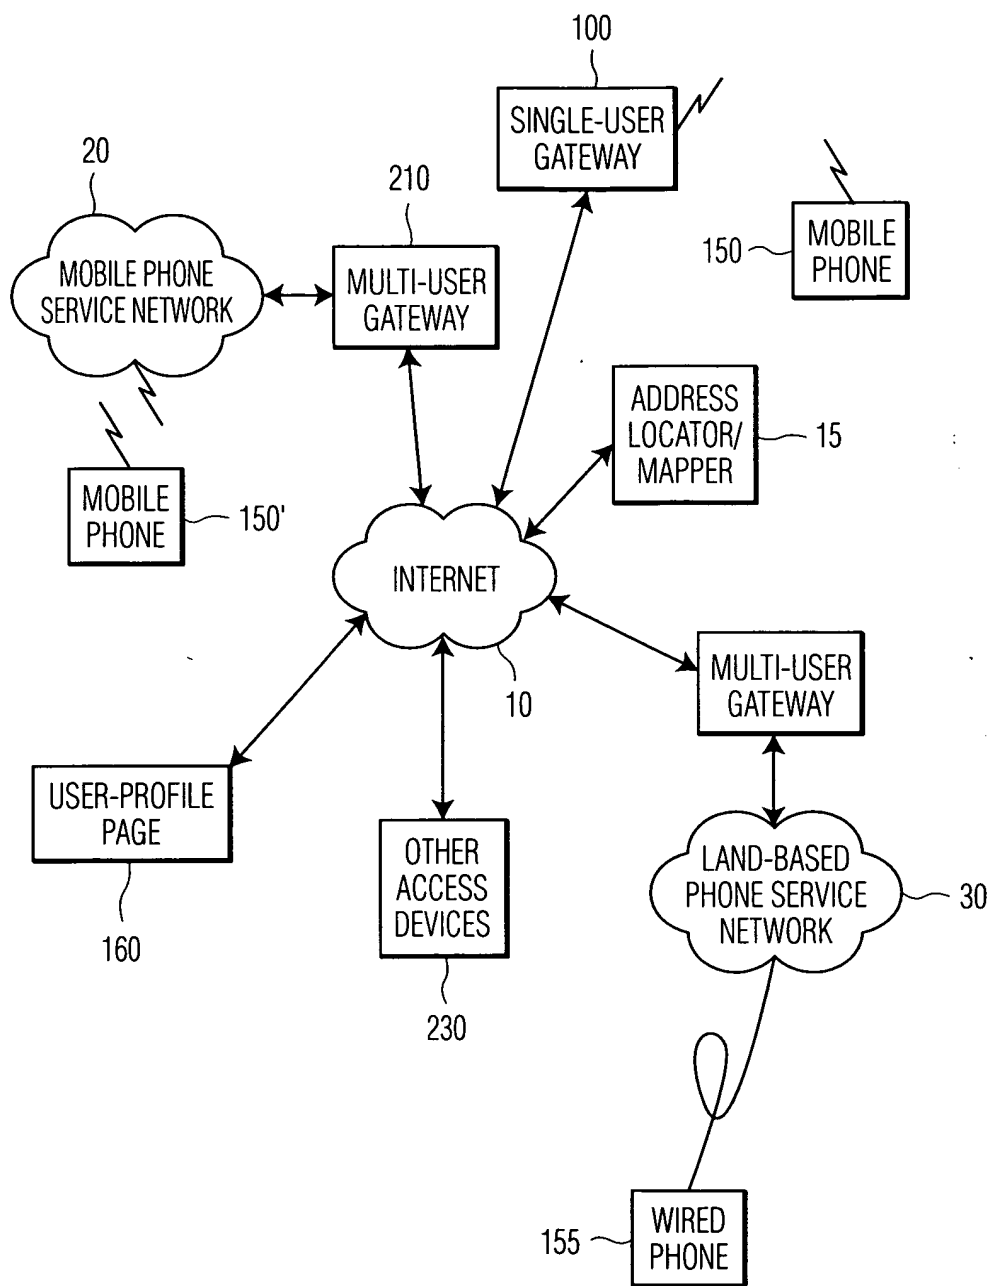 100
SINGLE-USER
GATEWAY
20
210
MOBILE PHONE
SERVICE NETWORK
MULTI-USER
GATEWAY
150
MOBILE
PHONE
ADDRESS
LOCATOR/
MAPPER
15
MOBILE
PHONE
150'
INTERNET
10
MULTI-USER
GATEWAY
USER-PROFILE
PAGE
160
OTHER
ACCESS
DEVICES
230
LAND-BASED
PHONE SERVICE
NETWORK
30
155
WIRED
PHONE